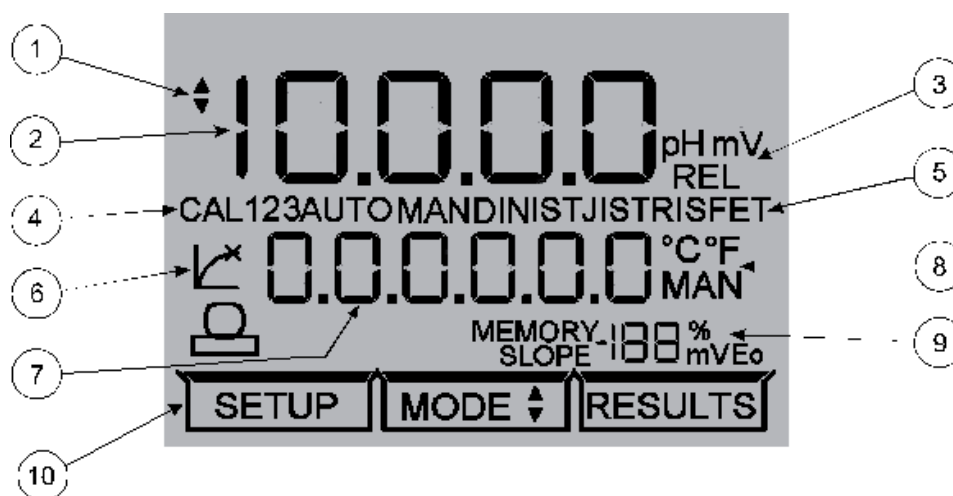 1
2
3
4
5
6
7
8
9
10
10.0.0.0
pH mV
REL
CAL123AUTOMANDINISTJISTRISFET
0.0.0.0.0.0
°C°F
MAN
MEMORY -188 %
SLOPE mVEo
SETUP MODE RESULTS